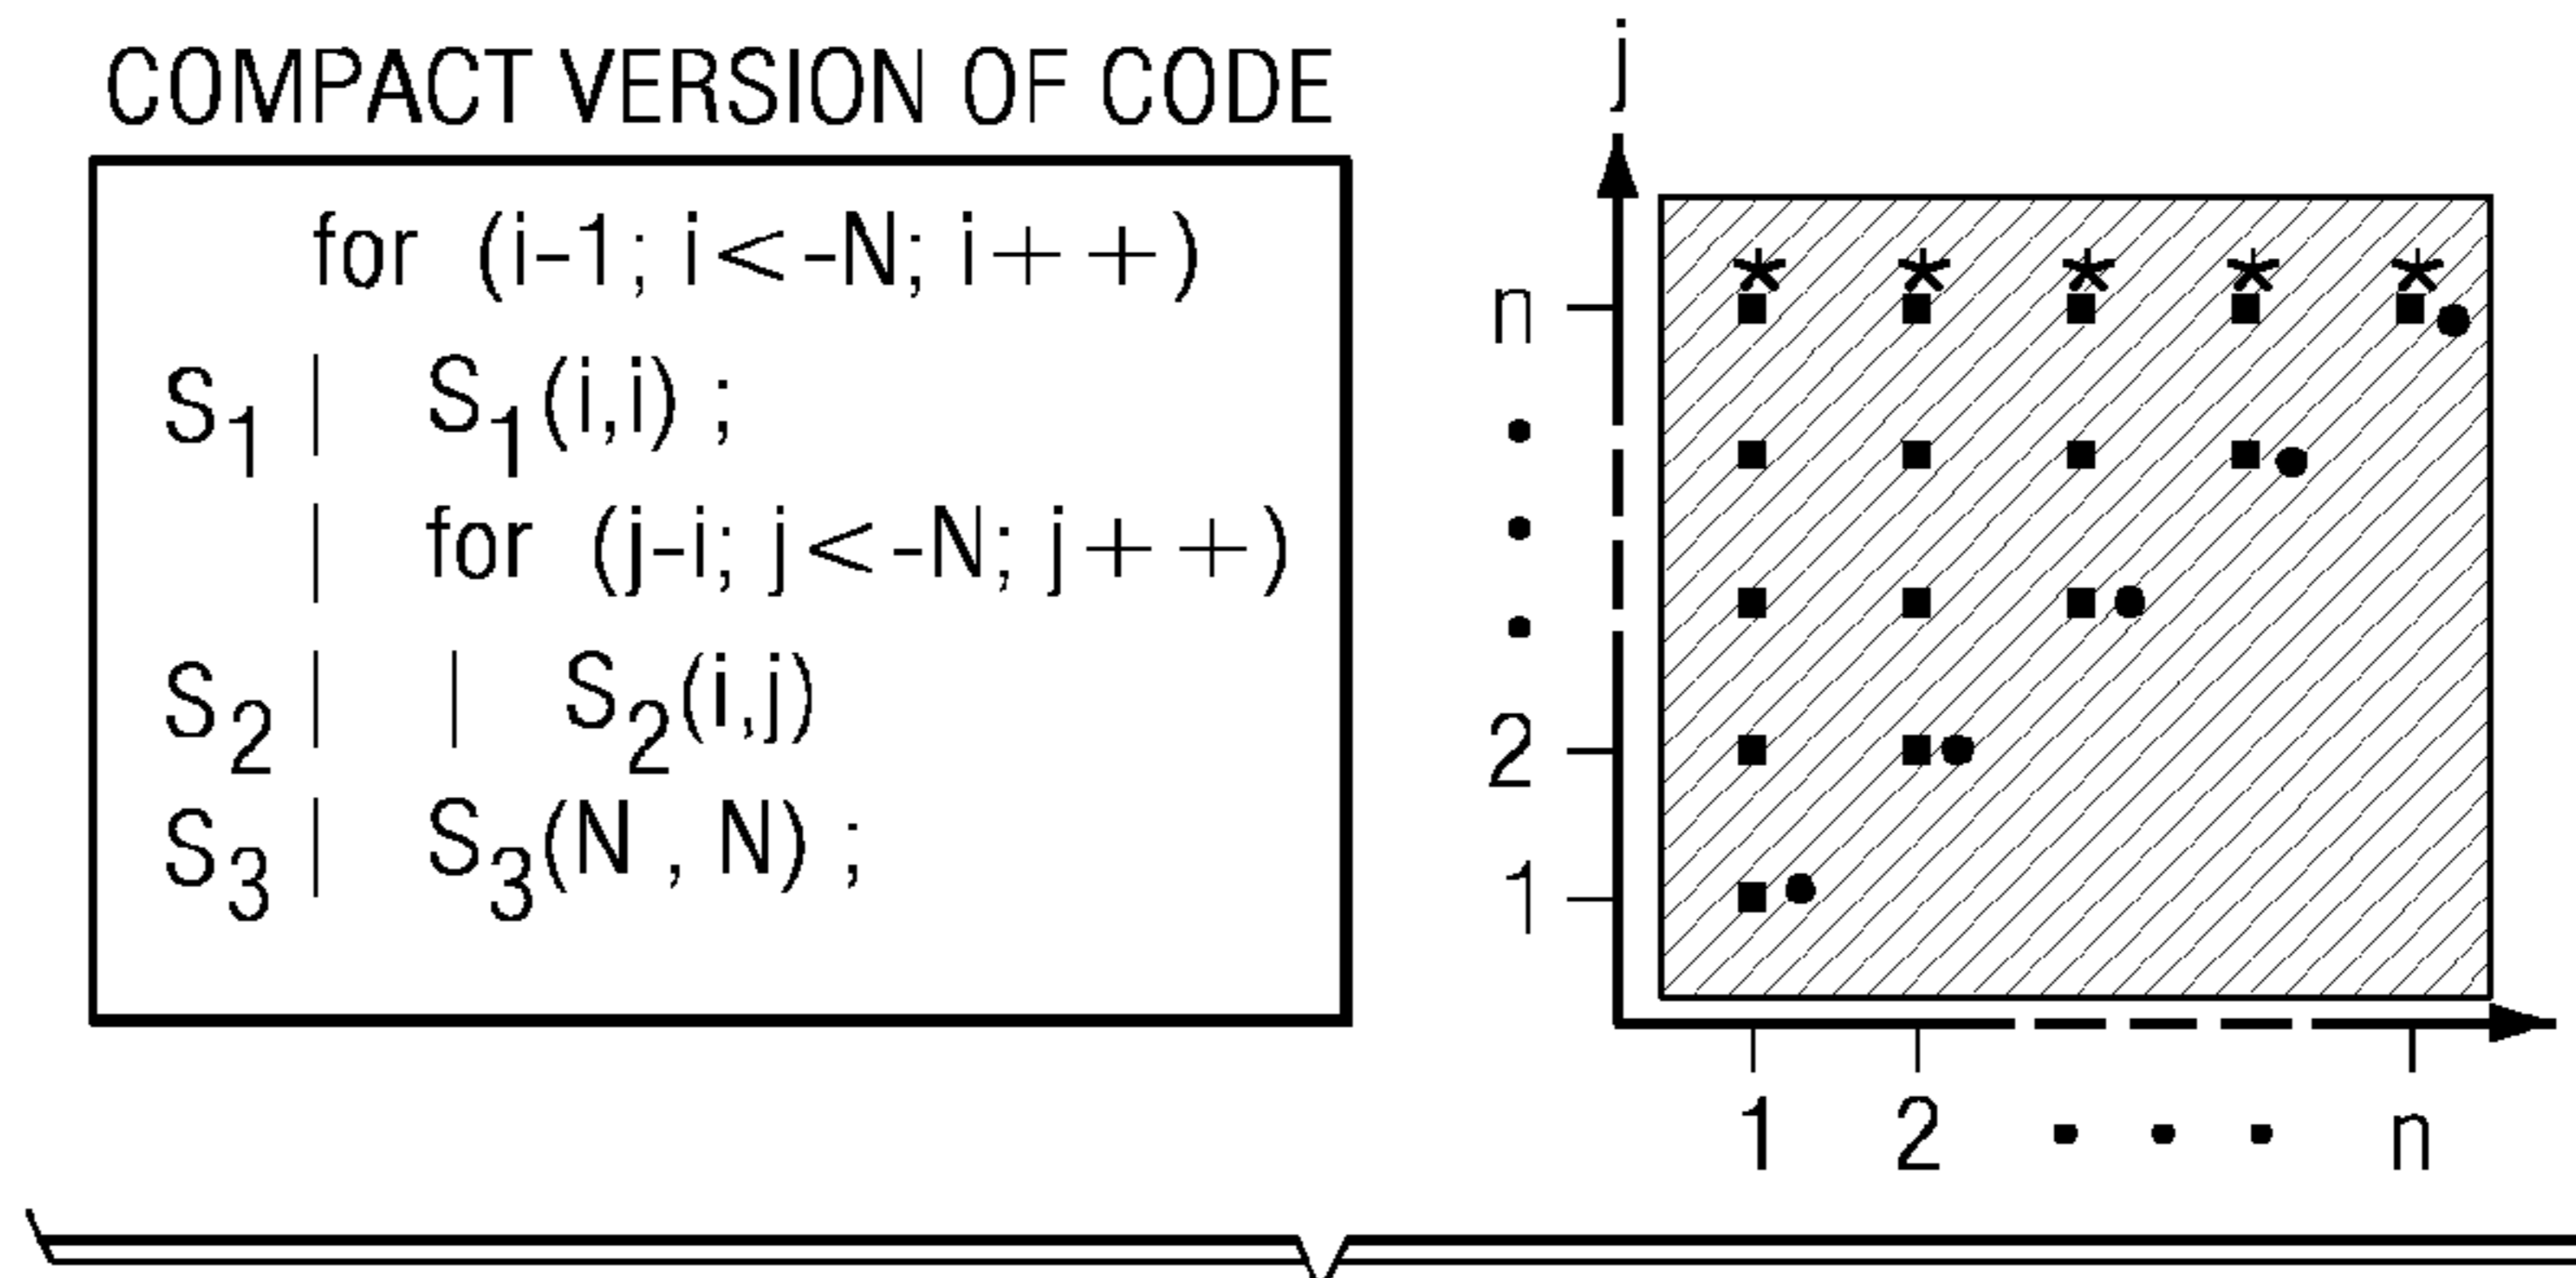 COMPACT VERSION OF CODE
for (i-1; i<-N; i++)
S1 | S1(i,i) ;
| for (j-i; j<-N; j++)
S2 | | S2(i,j)
S3 | S3(N , N) ;
j
n
2
1
1 2 • • • n